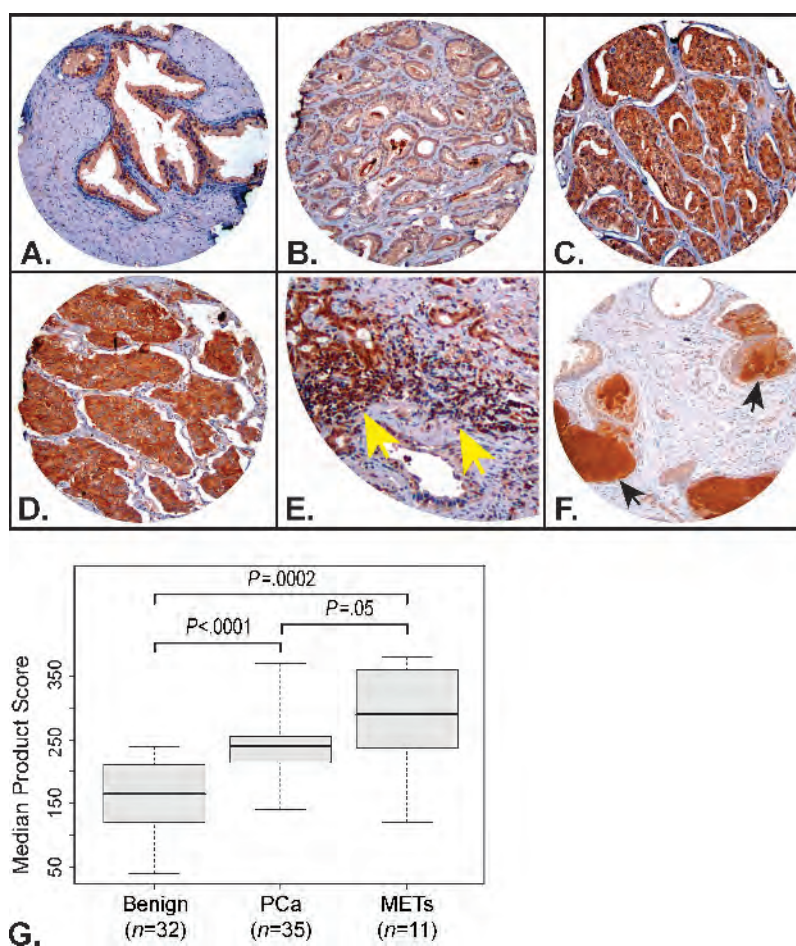 A.
B.
C.
D.
E.
F.
P=.0002
P<.0001
P=.05
Median Product Score
350
250
150
50
Benign
PCa
METs
(n=32)
(n=35)
(n=11)
G.